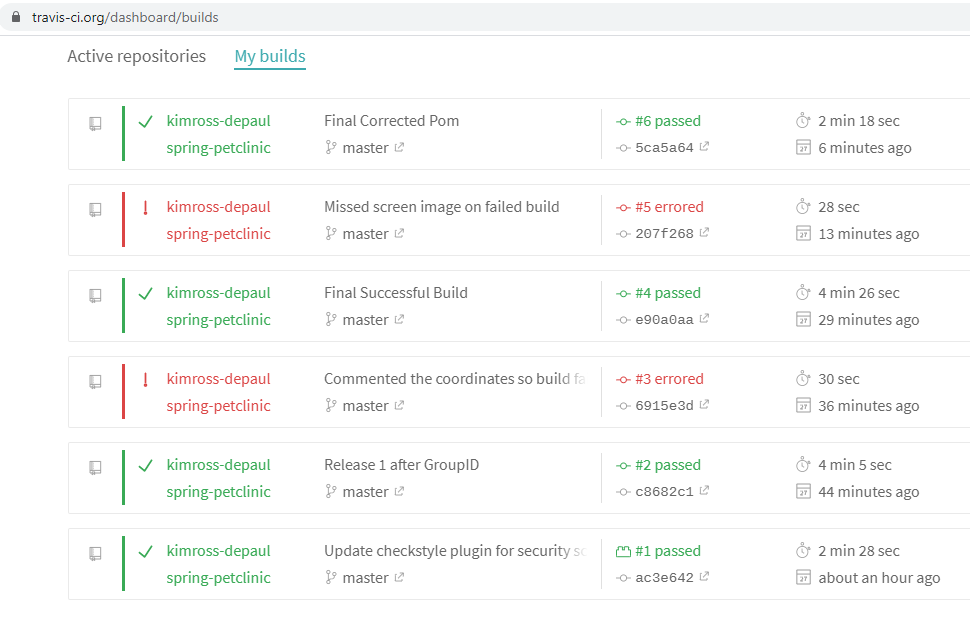 travis-ci.org/dashboard/builds
Active repositories My builds
kimross-depaul Final Corrected Pom #6 passed 2 min 18 sec
spring-petclinic master 5ca5a64 6 minutes ago
kimross-depaul Missed screen image on failed build #5 errored 28 sec
spring-petclinic master 207f268 13 minutes ago
kimross-depaul Final Successful Build #4 passed 4 min 26 sec
spring-petclinic master e90a0aa 29 minutes ago
kimross-depaul Commented the coordinates so build fa #3 errored 30 sec
spring-petclinic master 6915e3d 36 minutes ago
kimross-depaul Release 1 after GroupID #2 passed 4 min 5 sec
spring-petclinic master c8682c1 44 minutes ago
kimross-depaul Update checkstyle plugin for security sc #1 passed 2 min 28 sec
spring-petclinic master ac3e642 about an hour ago